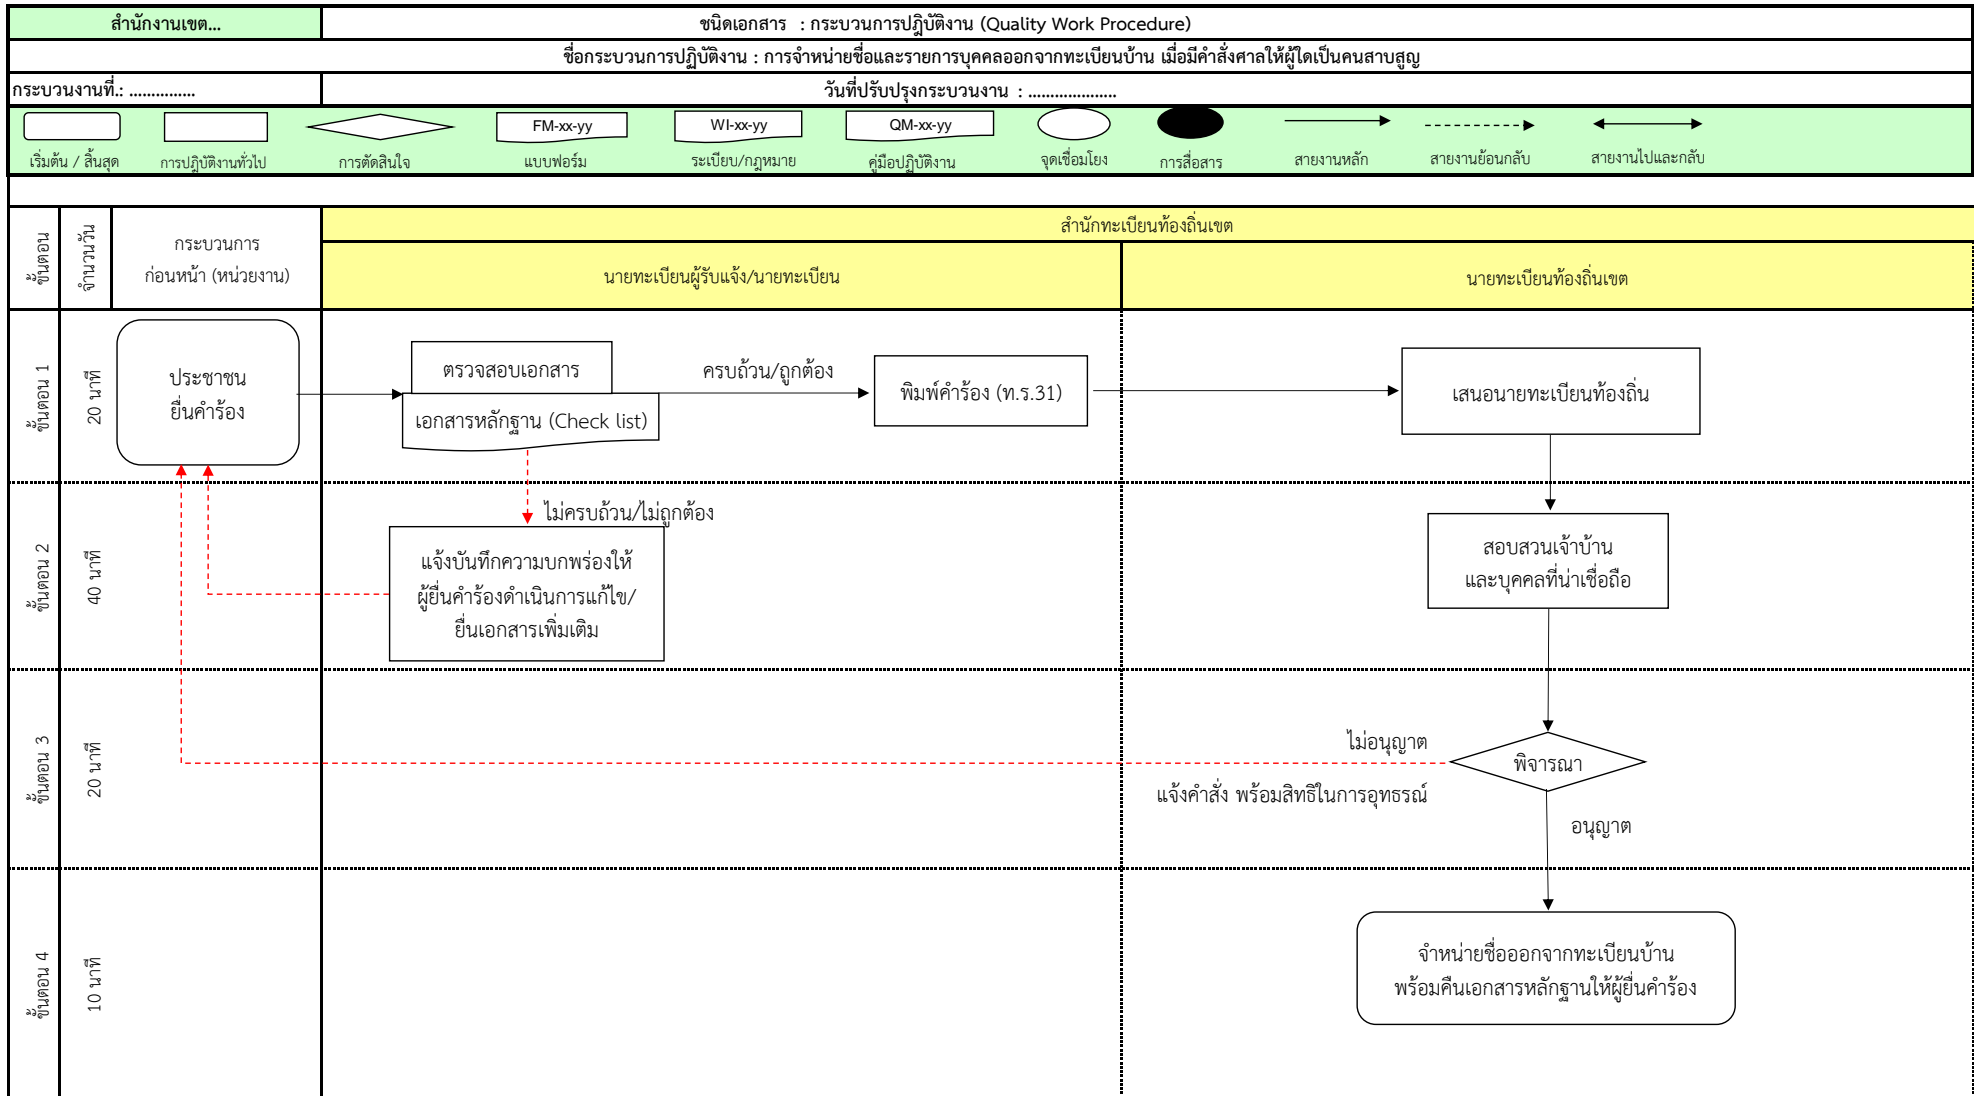 สำนักงานเขต...
ชนิดเอกสาร : กระบวนการปฏิบัติงาน (Quality Work Procedure)
ชื่อกระบวนการปฏิบัติงาน : การจำหน่ายชื่อและรายการบุคคลออกจากทะเบียนบ้าน เมื่อมีคำสั่งศาลให้ผู้ใดเป็นคนสาบสูญ
กระบวนงานที่.: ...............
วันที่ปรับปรุงกระบวนงาน : ....................
FM-xx-yy
WI-xx-yy
QM-xx-yy
เริ่มต้น / สิ้นสุด
การปฏิบัติงานทั่วไป
การตัดสินใจ
แบบฟอร์ม
ระเบียบ/กฎหมาย
คู่มือปฏิบัติงาน
จุดเชื่อมโยง
การสื่อสาร
สายงานหลัก
สายงานย้อนกลับ
สายงานไปและกลับ
ขั้นตอน
จำนวนวัน
กระบวนการ
ก่อนหน้า (หน่วยงาน)
สำนักทะเบียนท้องถิ่นเขต
นายทะเบียนผู้รับแจ้ง/นายทะเบียน
นายทะเบียนท้องถิ่นเขต
ขั้นตอน 1
20 นาที
ประชาชน
ยื่นคำร้อง
ตรวจสอบเอกสาร
เอกสารหลักฐาน (Check list)
ครบถ้วน/ถูกต้อง
พิมพ์คำร้อง (ท.ร.31)
เสนอนายทะเบียนท้องถิ่น
ขั้นตอน 2
40 นาที
ไม่ครบถ้วน/ไม่ถูกต้อง
แจ้งบันทึกความบกพร่องให้
ผู้ยื่นคำร้องดำเนินการแก้ไข/
ยื่นเอกสารเพิ่มเติม
สอบสวนเจ้าบ้าน
และบุคคลที่น่าเชื่อถือ
ขั้นตอน 3
20 นาที
ไม่อนุญาต
แจ้งคำสั่ง พร้อมสิทธิในการอุทธรณ์
พิจารณา
อนุญาต
ขั้นตอน 4
10 นาที
จำหน่ายชื่อออกจากทะเบียนบ้าน
พร้อมคืนเอกสารหลักฐานให้ผู้ยื่นคำร้อง